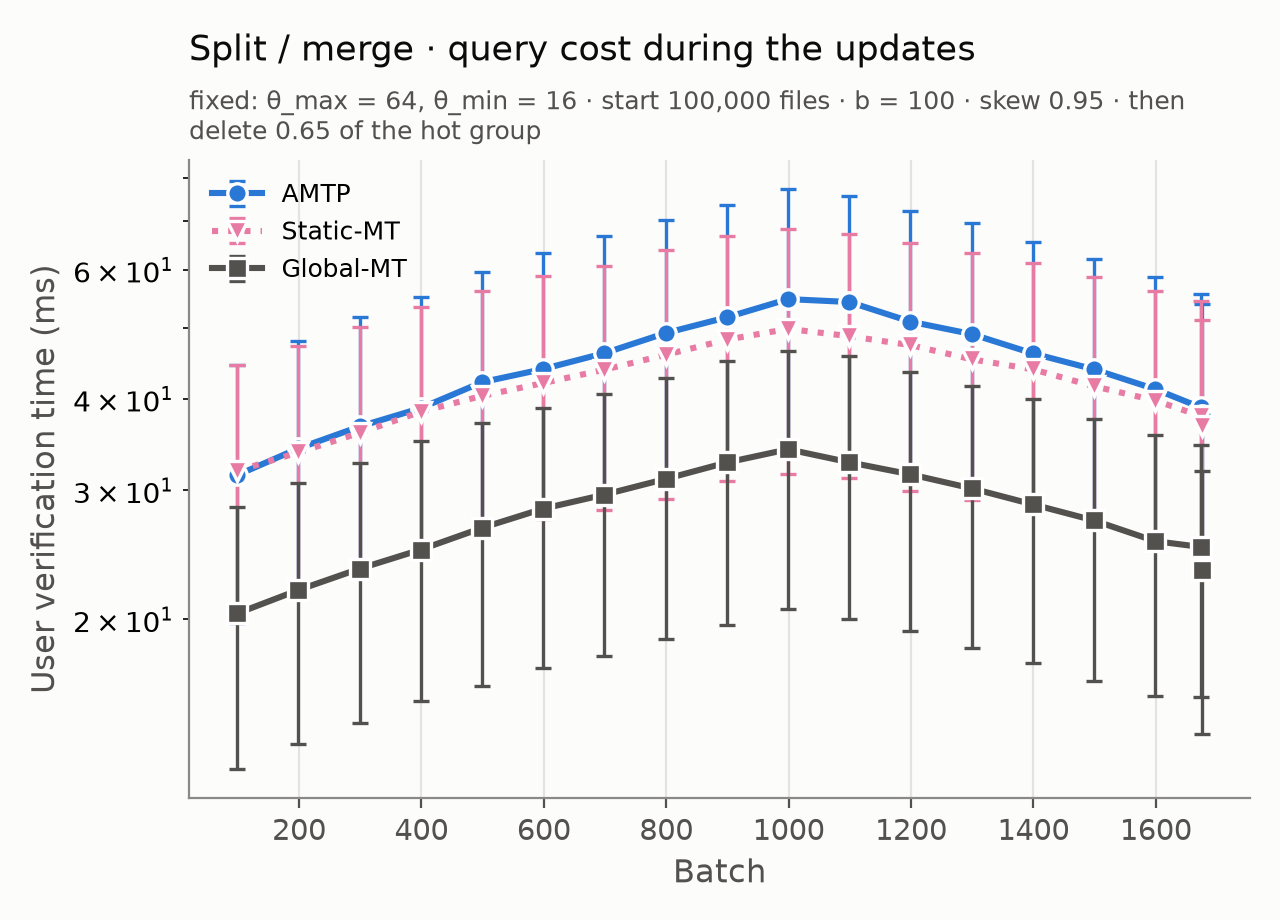 Split / merge · query cost during the updates
fixed: θ_max = 64, θ_min = 16 · start 100,000 files · b = 100 · skew 0.95 · then
delete 0.65 of the hot group
AMTP
Static-MT
Global-MT
User verification time (ms)
6 × 10¹
4 × 10¹
3 × 10¹
2 × 10¹
200 400 600 800 1000 1200 1400 1600
Batch